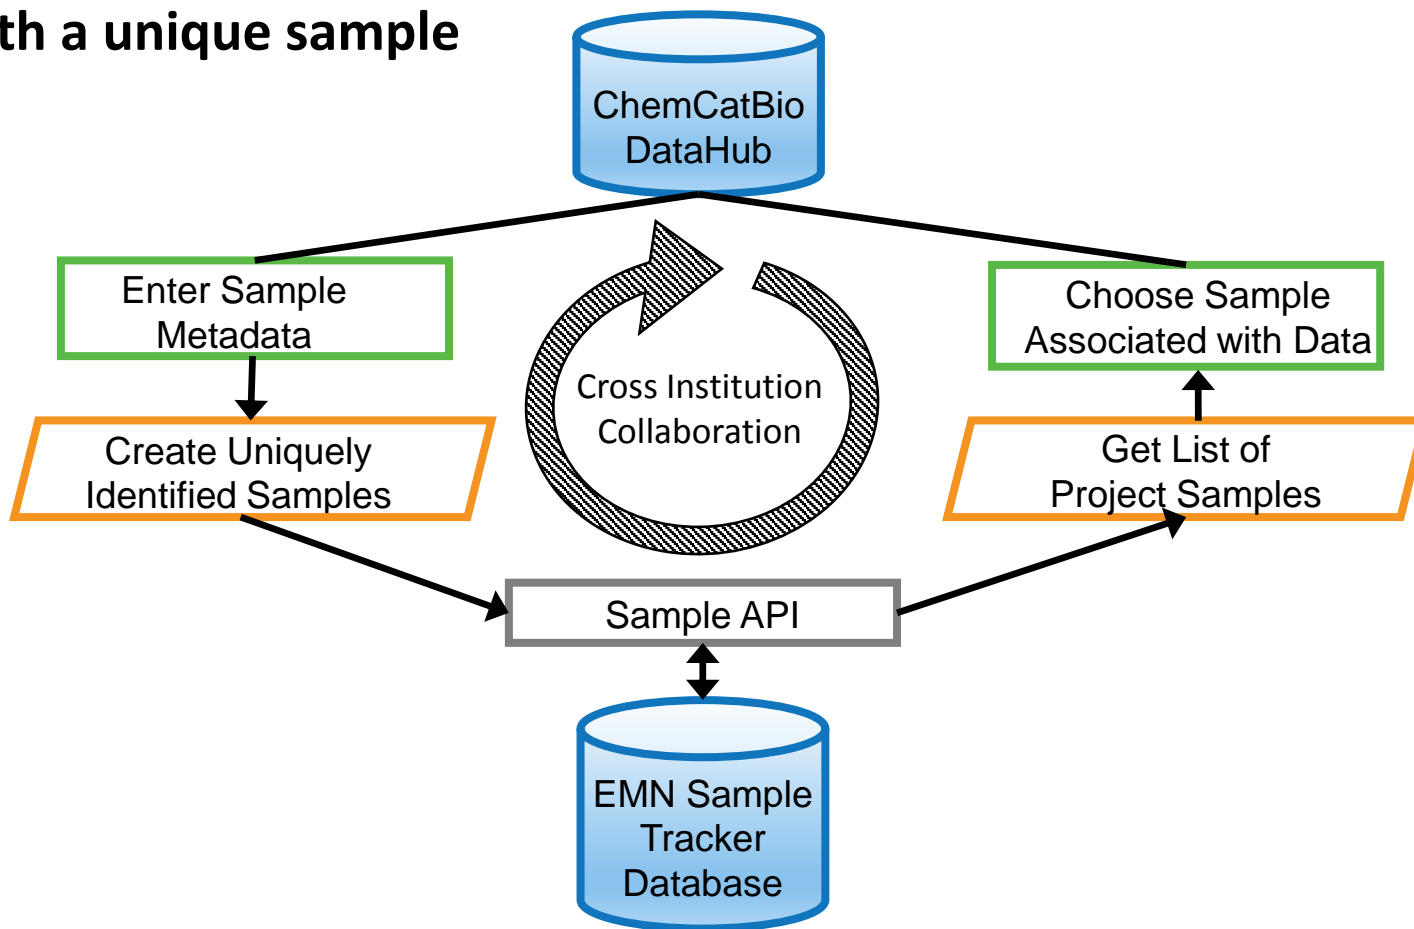 th a unique sample
ChemCatBio
DataHub
Enter Sample
Metadata
Choose Sample
Associated with Data
Cross Institution
Collaboration
Create Uniquely
Identified Samples
Get List of
Project Samples
Sample API
EMN Sample
Tracker
Database